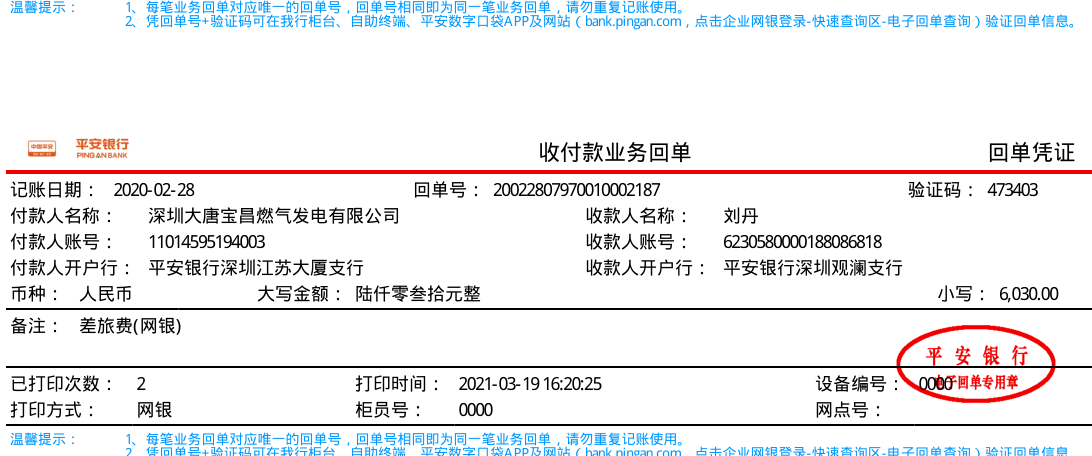 温馨提示： 1、每笔业务回单对应唯一的回单号，回单号相同即为同一笔业务回单，请勿重复记账使用。
2、凭回单号+验证码可在我行柜台、自助终端、平安数字口袋APP及网站（bank.pingan.com，点击企业网银登录-快速查询区-电子回单查询）验证回单信息。
中国平安 平安银行 收付款业务回单 回单凭证
PING AN BANK
记账日期： 2020-02-28 回单号： 20022807970010002187 验证码： 473403
付款人名称： 深圳大唐宝昌燃气发电有限公司 收款人名称： 刘丹
付款人账号： 11014595194003 收款人账号： 6230580000188086818
付款人开户行： 平安银行深圳江苏大厦支行 收款人开户行： 平安银行深圳观澜支行
币种： 人民币 大写金额： 陆仟零叁拾元整 小写： 6,030.00
备注： 差旅费(网银)
平安银行
已打印次数： 2 打印时间： 2021-03-19 16:20:25 设备编号： 0000
电子回单专用章
打印方式： 网银 柜员号： 0000 网点号：
温馨提示： 1、每笔业务回单对应唯一的回单号，回单号相同即为同一笔业务回单，请勿重复记账使用。
2、凭回单号+验证码可在我行柜台、自助终端、平安数字口袋APP及网站（bank.pingan.com，点击企业网银登录-快速查询区-电子回单查询）验证回单信息